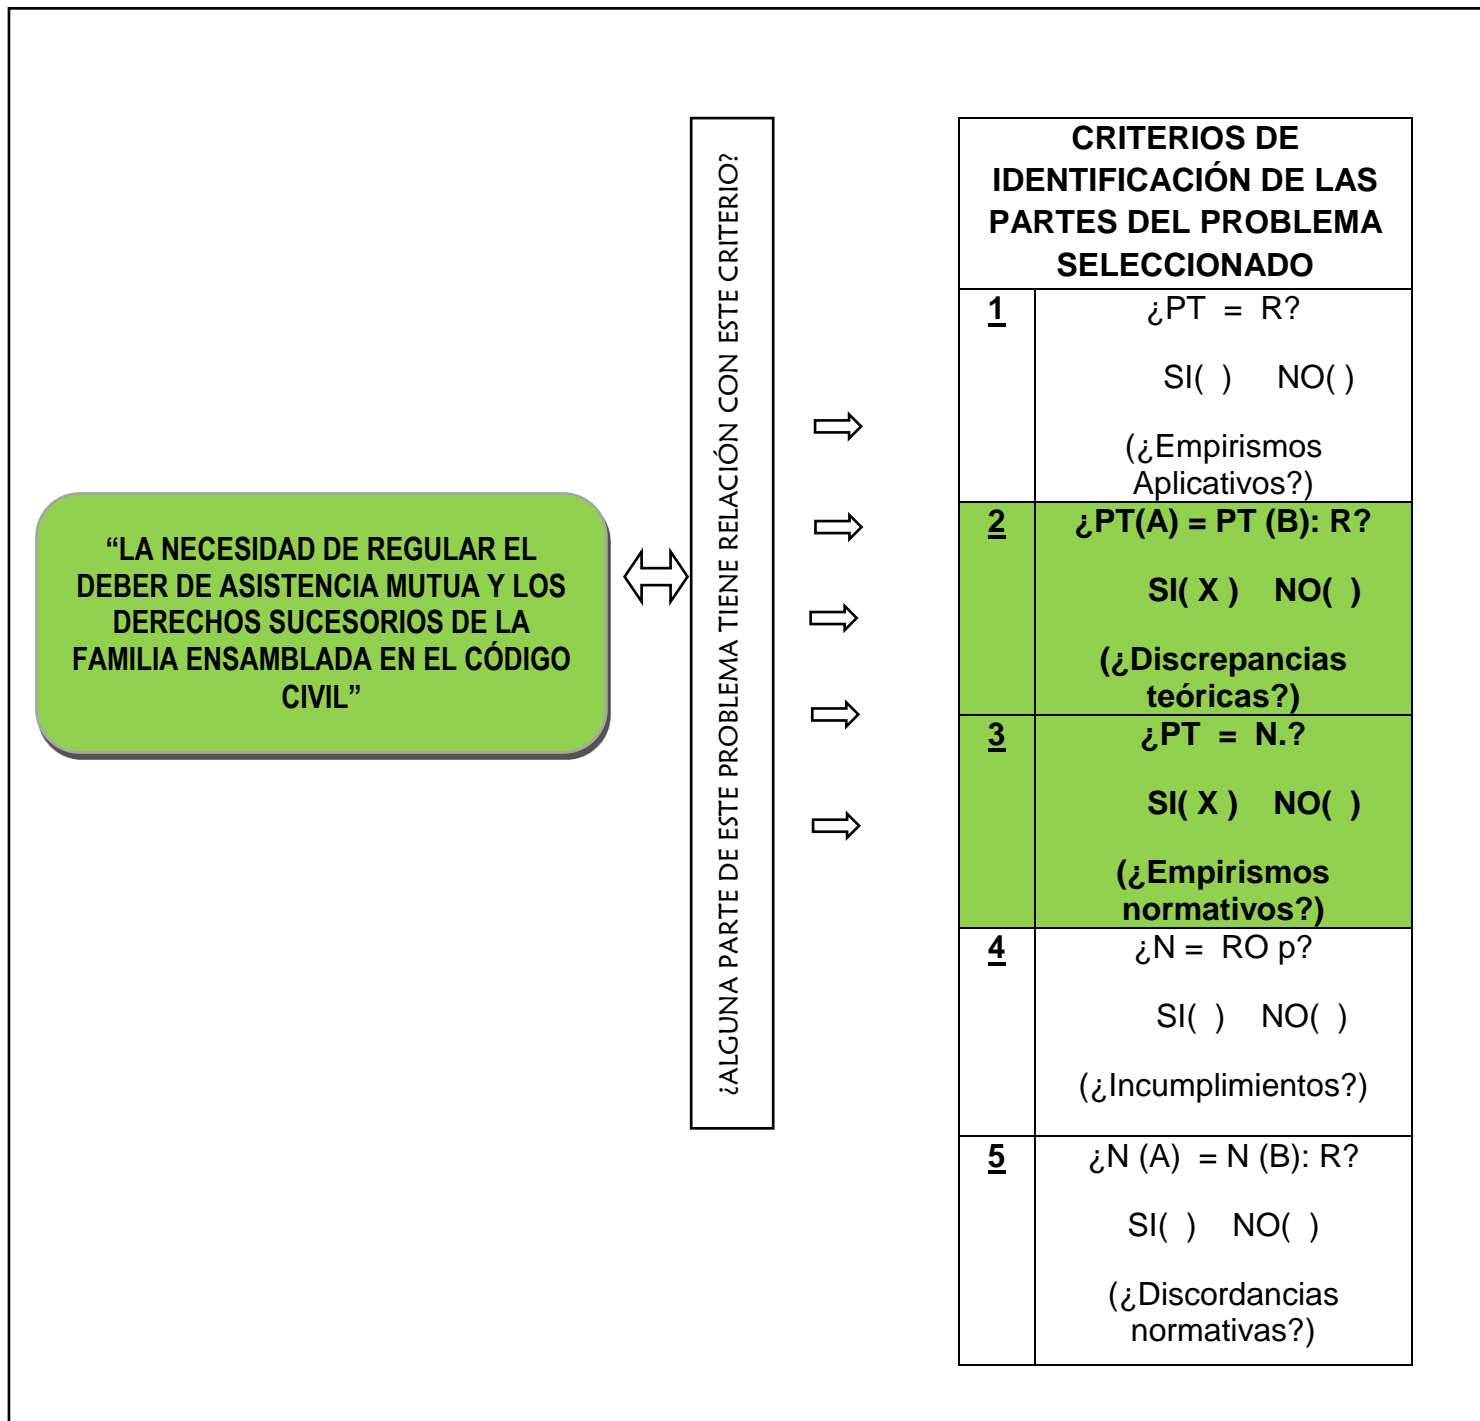 “LA NECESIDAD DE REGULAR EL
DEBER DE ASISTENCIA MUTUA Y LOS
DERECHOS SUCESORIOS DE LA
FAMILIA ENSAMBLADA EN EL CÓDIGO
CIVIL”
¿ALGUNA PARTE DE ESTE PROBLEMA TIENE RELACIÓN CON ESTE CRITERIO?
CRITERIOS DE
IDENTIFICACIÓN DE LAS
PARTES DEL PROBLEMA
SELECCIONADO
1 ¿PT = R?
SI( ) NO( )
(¿Empirismos
Aplicativos?)
2 ¿PT(A) = PT (B): R?
SI( X ) NO( )
(¿Discrepancias
teóricas?)
3 ¿PT = N.?
SI( X ) NO( )
(¿Empirismos
normativos?)
4 ¿N = RO p?
SI( ) NO( )
(¿Incumplimientos?)
5 ¿N (A) = N (B): R?
SI( ) NO( )
(¿Discordancias
normativas?)